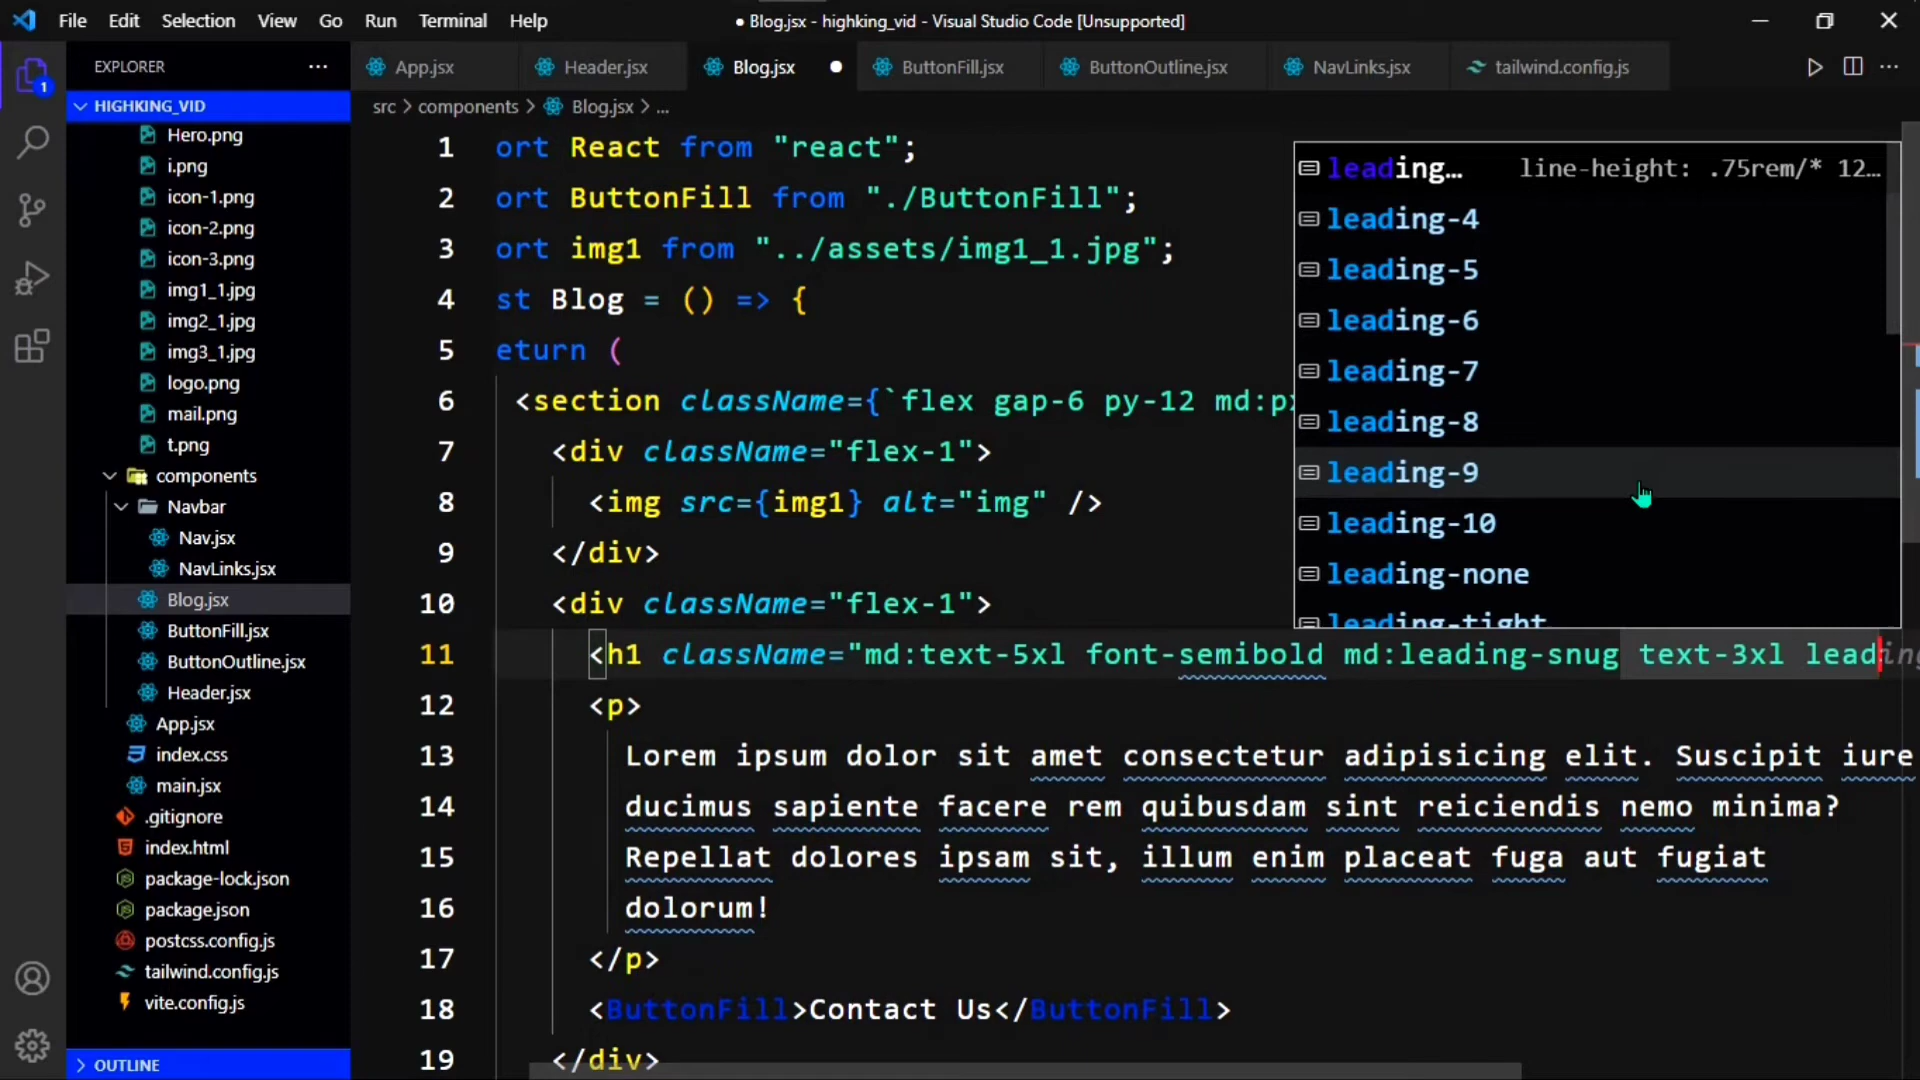 File Edit Selection View Go Run Terminal Help
● Blog.jsx - highking_vid - Visual Studio Code [Unsupported]
EXPLORER
App.jsx
Header.jsx
Blog.jsx
ButtonFill.jsx
ButtonOutline.jsx
NavLinks.jsx
tailwind.config.js
1
HIGHKING_VID
Hero.png
i.png
icon-1.png
icon-2.png
icon-3.png
img1_1.jpg
img2_1.jpg
img3_1.jpg
logo.png
mail.png
t.png
components
Navbar
Nav.jsx
NavLinks.jsx
Blog.jsx
ButtonFill.jsx
ButtonOutline.jsx
Header.jsx
App.jsx
index.css
main.jsx
.gitignore
index.html
package-lock.json
package.json
postcss.config.js
tailwind.config.js
vite.config.js
OUTLINE
src > components > Blog.jsx > ...
1 ort React from "react";
2 ort ButtonFill from "./ButtonFill";
3 ort img1 from "../assets/img1_1.jpg";
4 st Blog = () => {
5 eturn (
6 <section className={`flex gap-6 py-12 md:px
7 <div className="flex-1">
8 <img src={img1} alt="img" />
9 </div>
10 <div className="flex-1">
11 <h1 className="md:text-5xl font-semibold md:leading-snug text-3xl leading
12 <p>
13 Lorem ipsum dolor sit amet consectetur adipisicing elit. Suscipit iure
14 ducimus sapiente facere rem quibusdam sint reiciendis nemo minima?
15 Repellat dolores ipsam sit, illum enim placeat fuga aut fugiat
16 dolorum!
17 </p>
18 <ButtonFill>Contact Us</ButtonFill>
19 </div>
leading… line-height: .75rem/* 12…
leading-4
leading-5
leading-6
leading-7
leading-8
leading-9
leading-10
leading-none
leading-tight